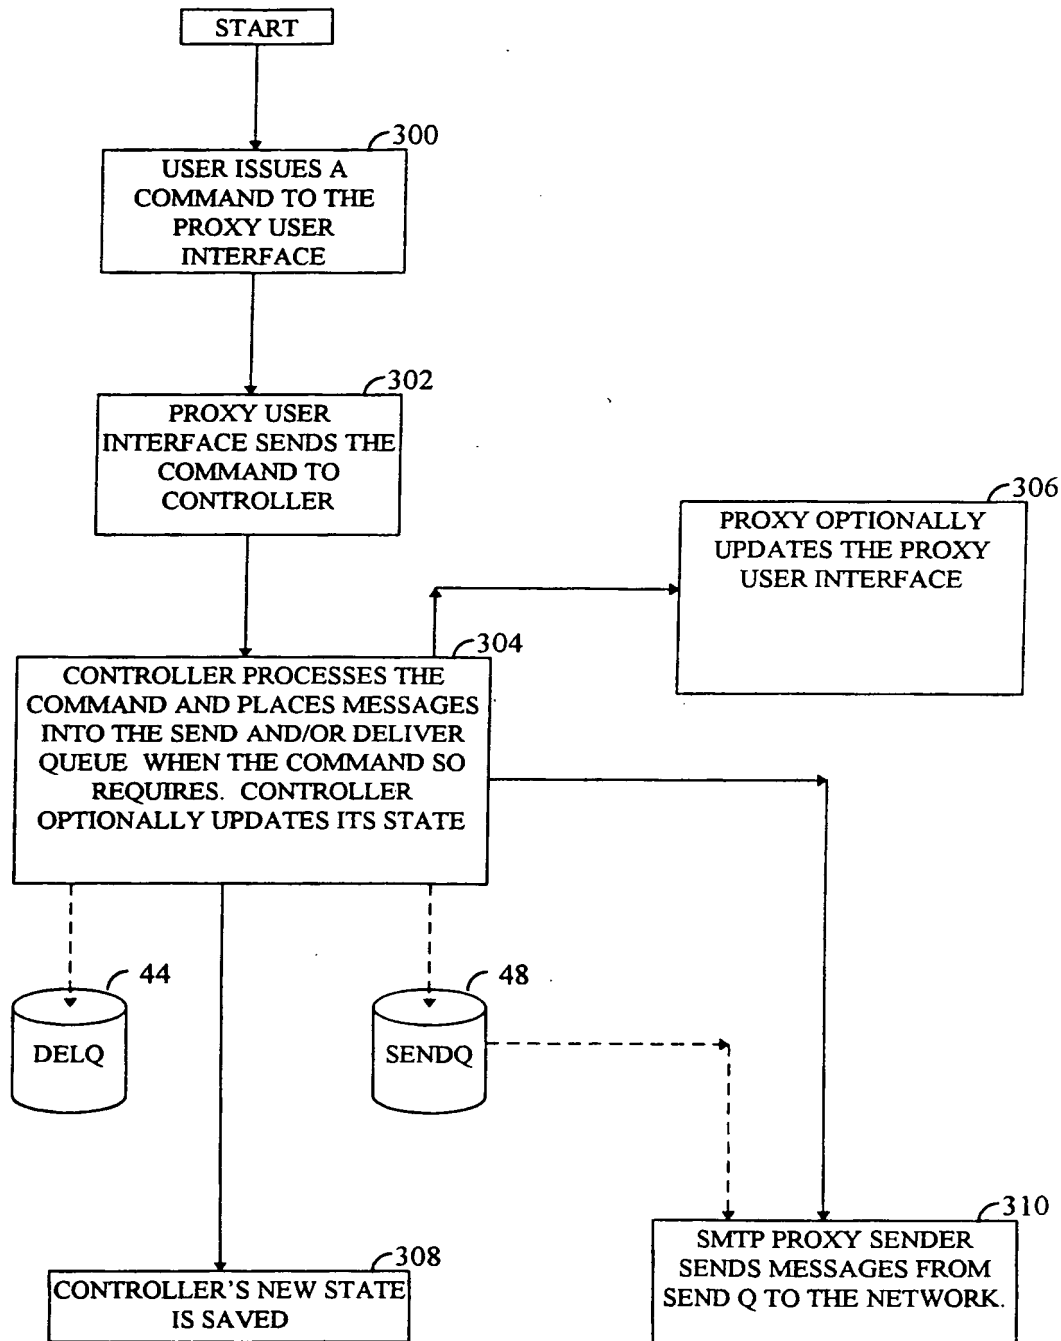 START
300
USER ISSUES A
COMMAND TO THE
PROXY USER
INTERFACE
302
PROXY USER
INTERFACE SENDS THE
COMMAND TO
CONTROLLER
306
PROXY OPTIONALLY
UPDATES THE PROXY
USER INTERFACE
304
CONTROLLER PROCESSES THE
COMMAND AND PLACES MESSAGES
INTO THE SEND AND/OR DELIVER
QUEUE WHEN THE COMMAND SO
REQUIRES. CONTROLLER
OPTIONALLY UPDATES ITS STATE
44
DELQ
48
SENDQ
308
CONTROLLER'S NEW STATE
IS SAVED
310
SMTP PROXY SENDER
SENDS MESSAGES FROM
SEND Q TO THE NETWORK.